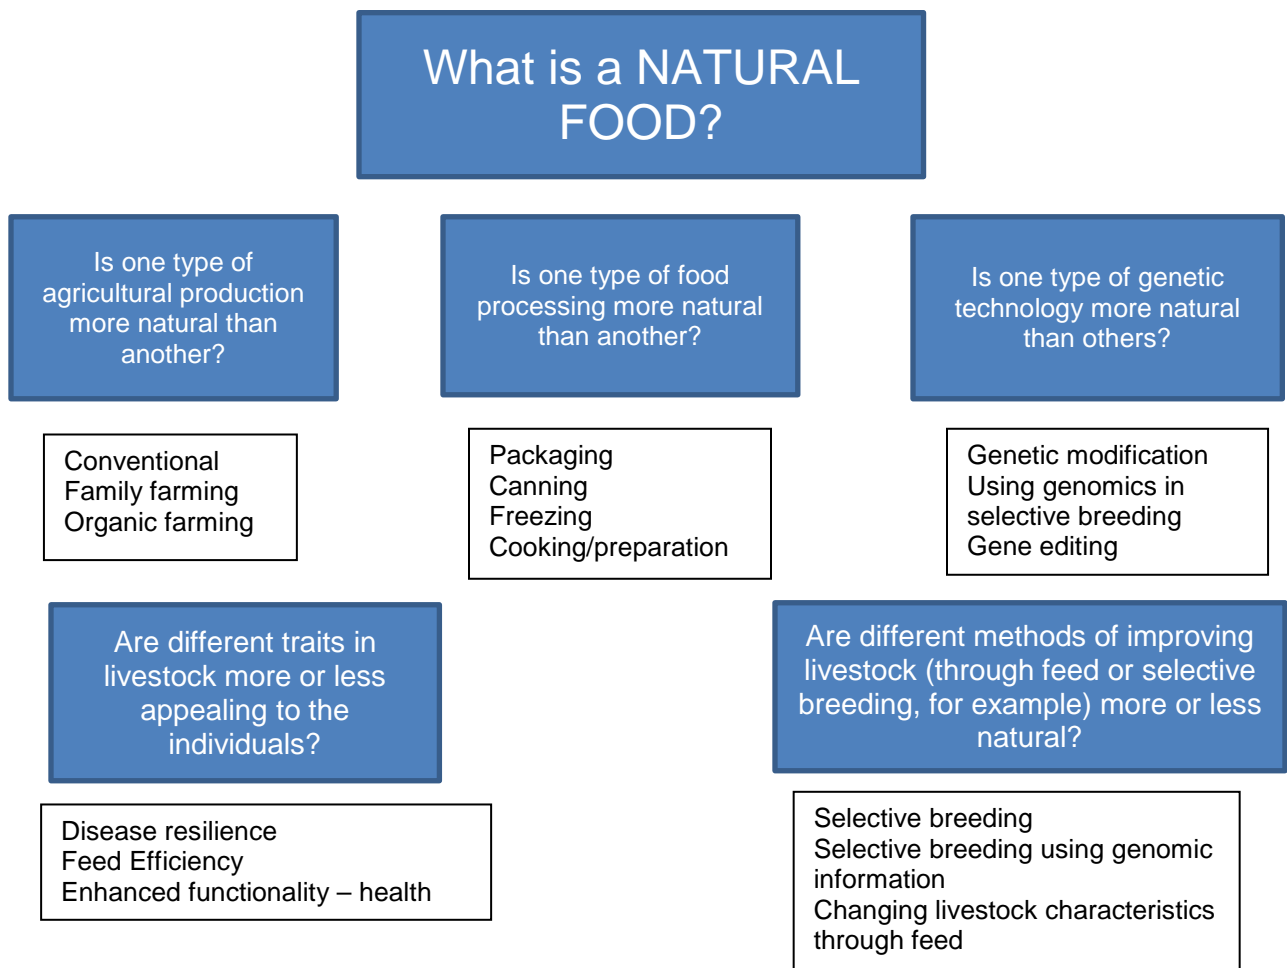 What is a NATURAL
FOOD?
Is one type of
agricultural production
more natural than
another?
Is one type of food
processing more natural
than another?
Is one type of genetic
technology more natural
than others?
Conventional
Family farming
Organic farming
Packaging
Canning
Freezing
Cooking/preparation
Genetic modification
Using genomics in
selective breeding
Gene editing
Are different traits in
livestock more or less
appealing to the
individuals?
Are different methods of improving
livestock (through feed or selective
breeding, for example) more or less
natural?
Disease resilience
Feed Efficiency
Enhanced functionality – health
Selective breeding
Selective breeding using genomic
information
Changing livestock characteristics
through feed